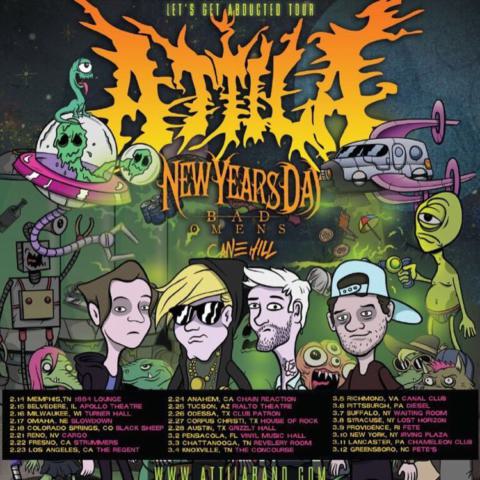 LET'S GET ABDUCTED TOUR
ATTILA
NEW YEARS DAY
BAD
OMENS
CANE HILL
2.14 MEMPHIS,TN 1884 LOUNGE
2.15 BELVEDERE, IL APOLLO THEATRE
2.16 MILWAUKEE, WI TURNER HALL
2.17 OMAHA, NE SLOWDOWN
2.18 COLORADO SPRINGS, CO BLACK SHEEP
2.21 RENO, NV CARGO
2.22 FRESNO, CA STRUMMERS
2.23 LOS ANGELES, CA THE REGENT
2.24 ANAHEM, CA CHAIN REACTION
2.25 TUCSON, AZ RIALTO THEATRE
2.26 ODESSA, TX CLUB PATRON
2.27 CORPUS CHRISTI, TX HOUSE OF ROCK
2.28 AUSTIN, TX GRIZZLY HALL
3.2 PENSACOLA, FL VINYL MUSIC HALL
3.3 CHATTANOOGA, TN REVELERY ROOM
3.4 KNOXVILLE, TN THE CONCOURSE
3.5 RICHMOND, VA CANAL CLUB
3.6 PITTSBURGH, PA DIESEL
3.7 BUFFALO, NY WAITING ROOM
3.8 SYRACUSE, NY LOST HORIZON
3.9 PROVIDENCE, RI FETE
3.10 NEW YORK, NY IRVING PLAZA
3.11 LANCASTER, PA CHAMELEON CLUB
3.12 GREENSBORO, NC PETE'S
WWW.ATTILABAND.COM